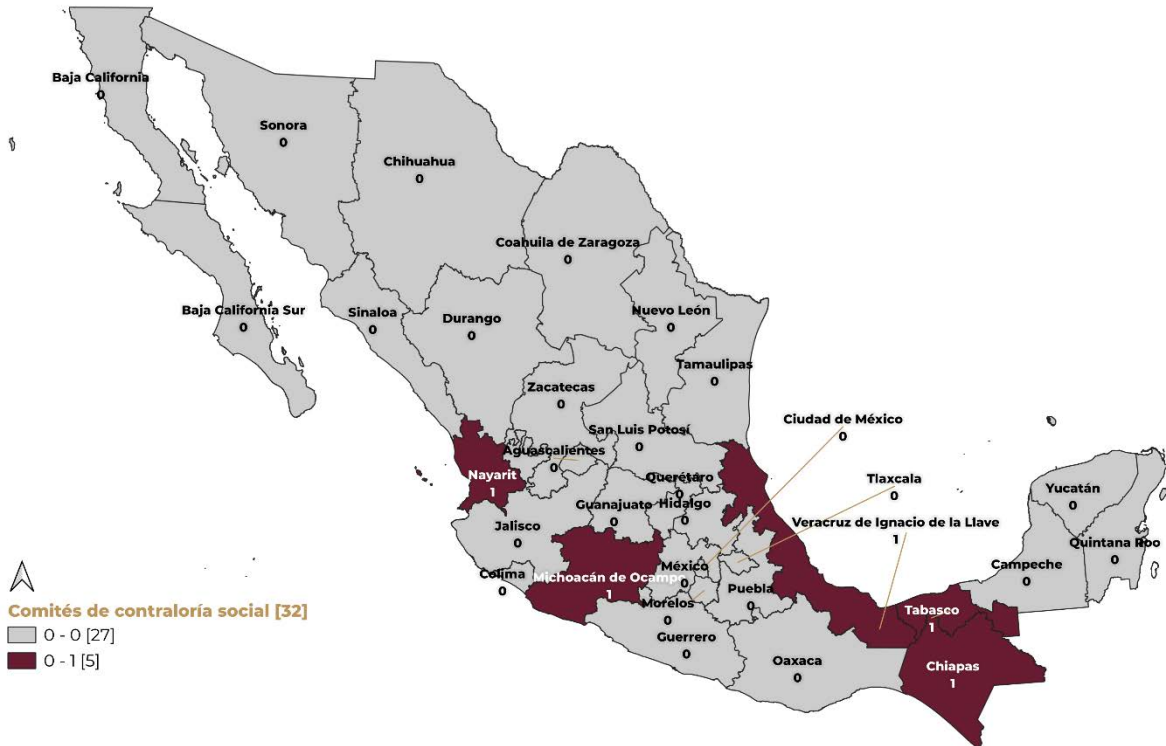 Baja California
0
Sonora
0
Chihuahua
0
Coahuila de Zaragoza
0
Baja California Sur
0
Sinaloa
0
Durango
0
Nuevo León
0
Tamaulipas
0
Zacatecas
0
San Luis Potosí
0
Ciudad de México
0
Aguascalientes
0
Nayarit
1
Querétaro
0
Tlaxcala
0
Guanajuato
0
Hidalgo
0
Yucatán
0
Jalisco
0
Veracruz de Ignacio de la Llave
1
Quintana Roo
0
Campeche
0
México
0
Colima
0
Michoacán de Ocampo
1
Puebla
0
Morelos
0
Tabasco
1
Guerrero
0
Oaxaca
0
Chiapas
1
Comités de contraloría social [32]
0 - 0 [27]
0 - 1 [5]